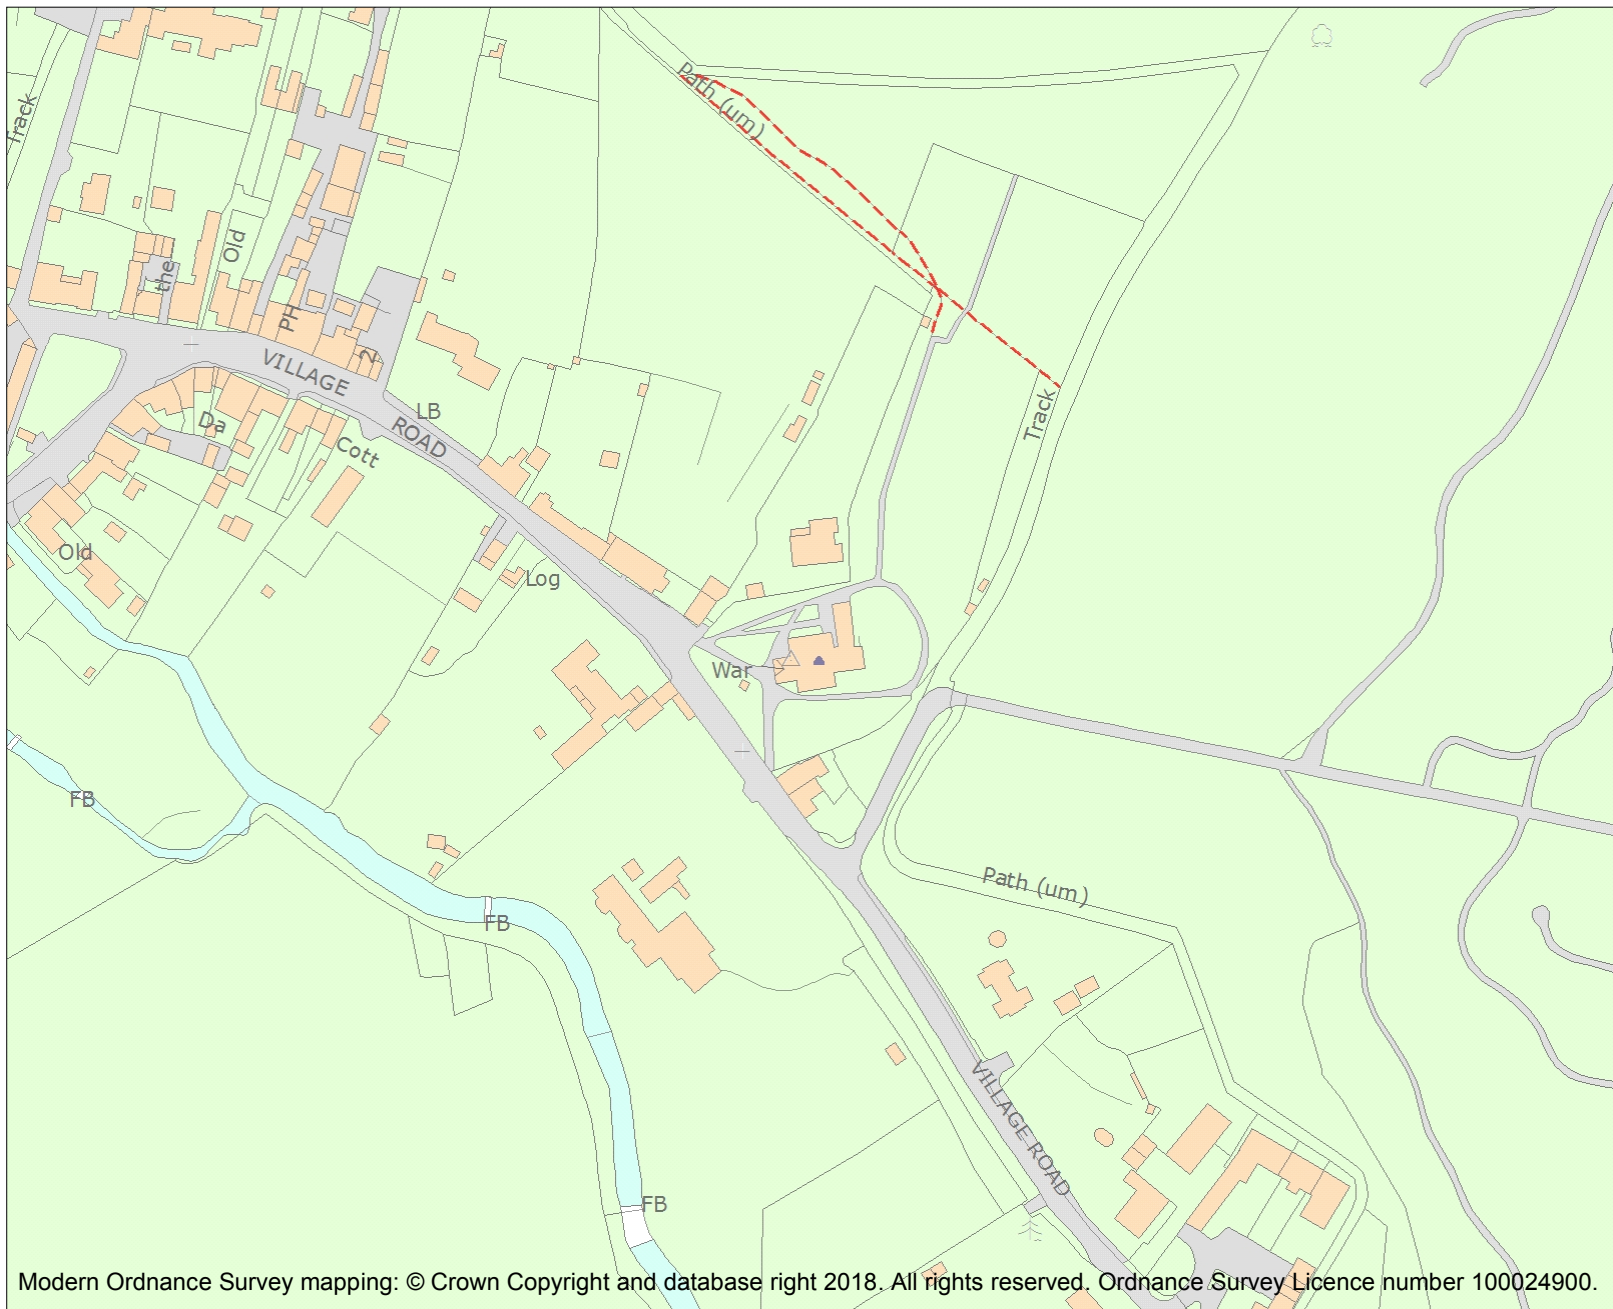 Path (um)
Track
Old
the...
PH
2
VILLAGE
ROAD
LB
Da
Cott
Track
Old
Log
War
FB
Path (um)
FB
VILLAGE ROAD
FB
Modern Ordnance Survey mapping: © Crown Copyright and database right 2018. All rights reserved. Ordnance Survey Licence number 100024900.